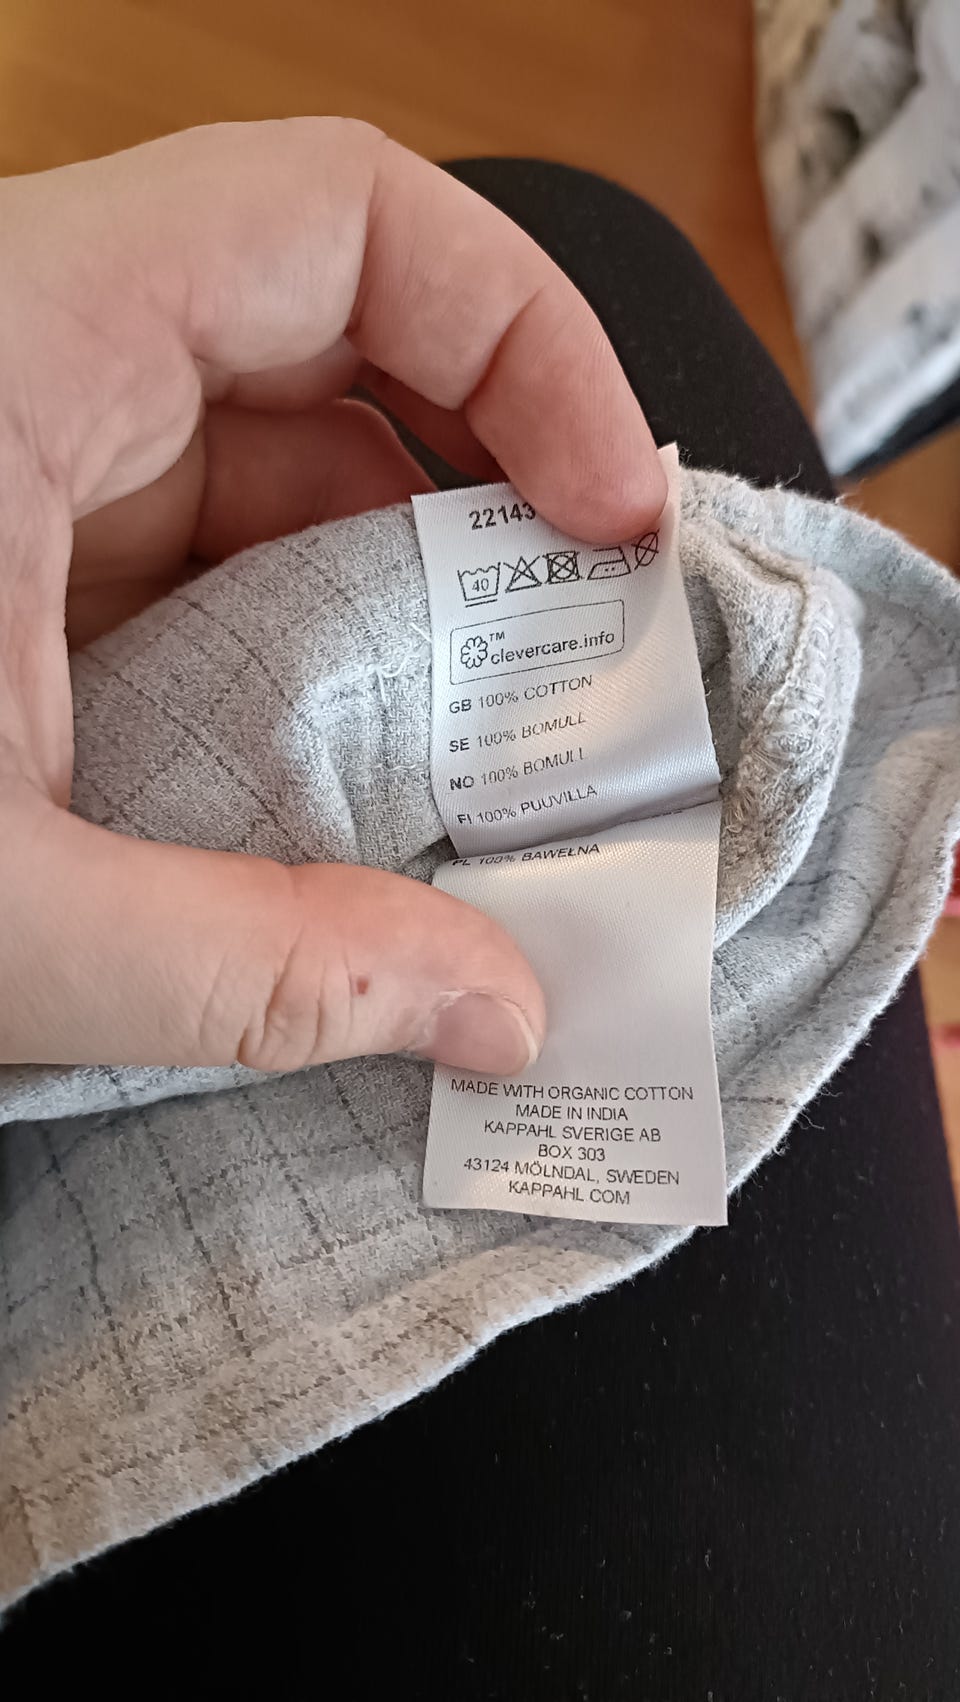 22143
40
TM
clevercare.info
GB 100% COTTON
SE 100% BOMULL
NO 100% BOMULL
FI 100% PUUVILLA
PL 100% BAWEŁNA
MADE WITH ORGANIC COTTON
MADE IN INDIA
KAPPAHL SVERIGE AB
BOX 303
43124 MÖLNDAL, SWEDEN
KAPPAHL.COM